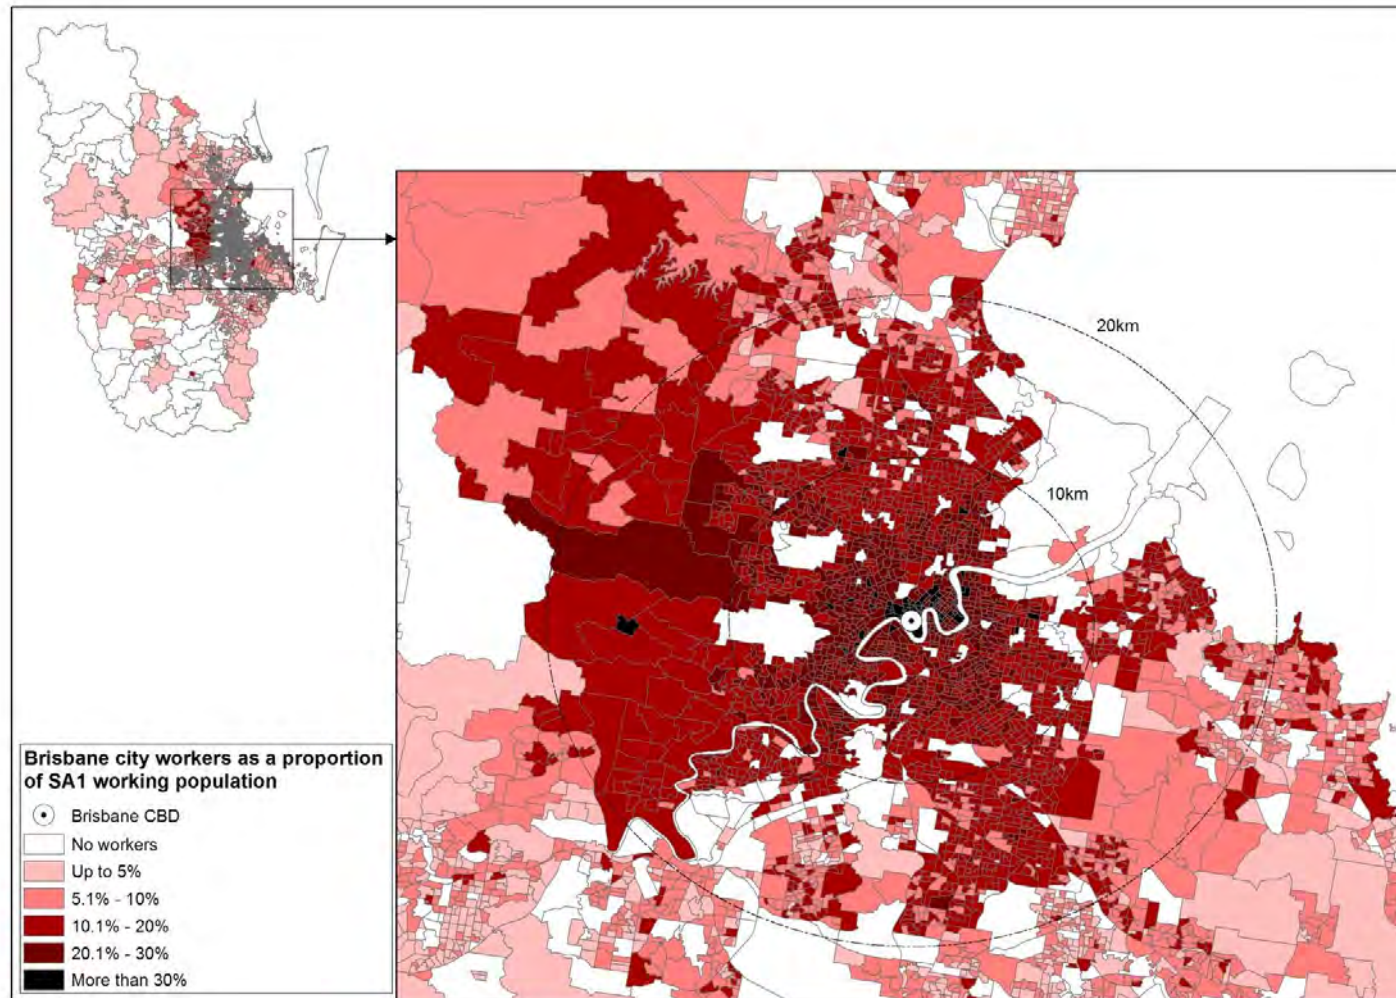 20km
10km
Brisbane city workers as a proportion
of SA1 working population
Brisbane CBD
No workers
Up to 5%
5.1% - 10%
10.1% - 20%
20.1% - 30%
More than 30%